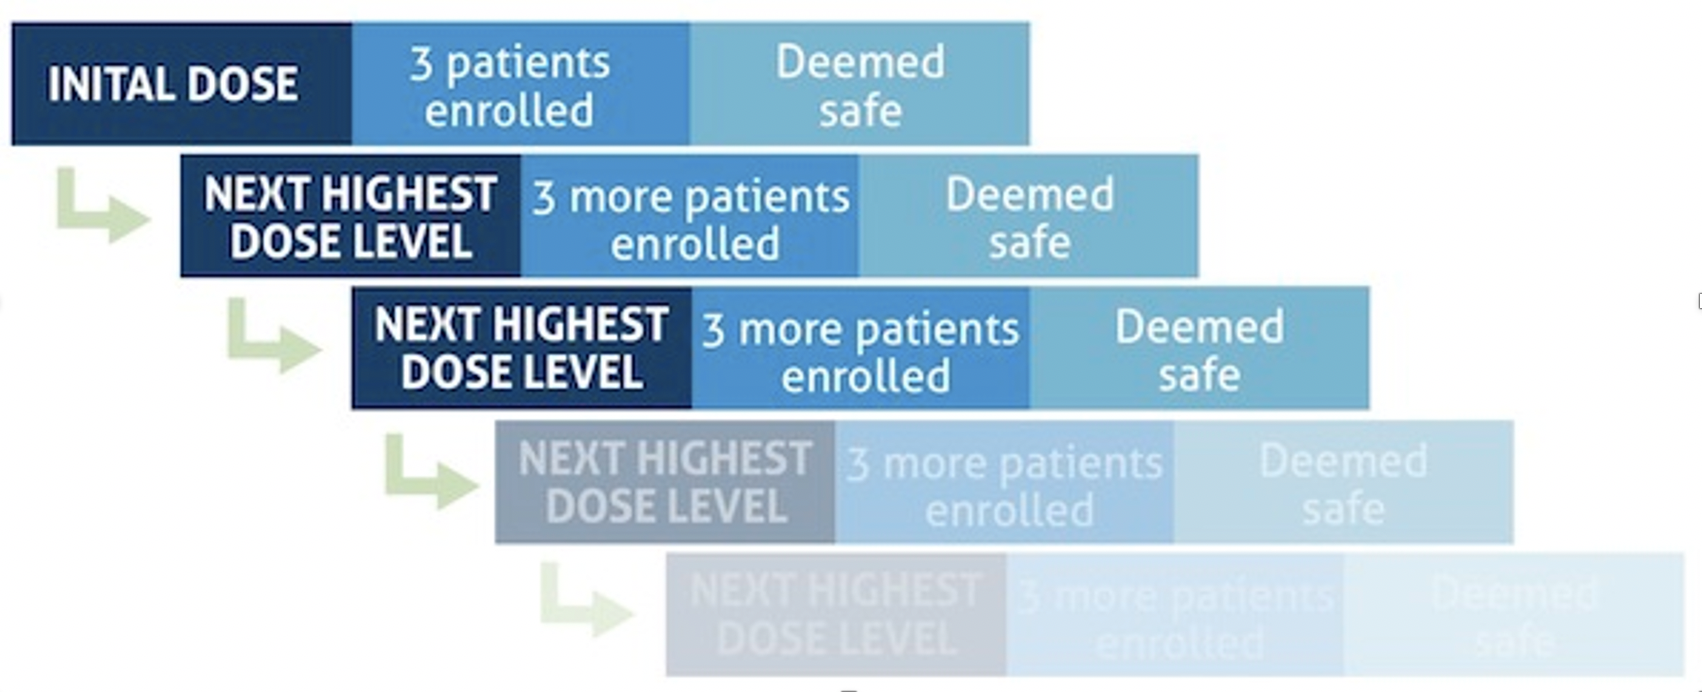 INITAL DOSE
3 patients
enrolled
Deemed
safe
NEXT HIGHEST
DOSE LEVEL
3 more patients
enrolled
Deemed
safe
NEXT HIGHEST
DOSE LEVEL
3 more patients
enrolled
Deemed
safe
NEXT HIGHEST
DOSE LEVEL
3 more patients
enrolled
Deemed
safe
NEXT HIGHEST
DOSE LEVEL
3 more patients
enrolled
Deemed
safe